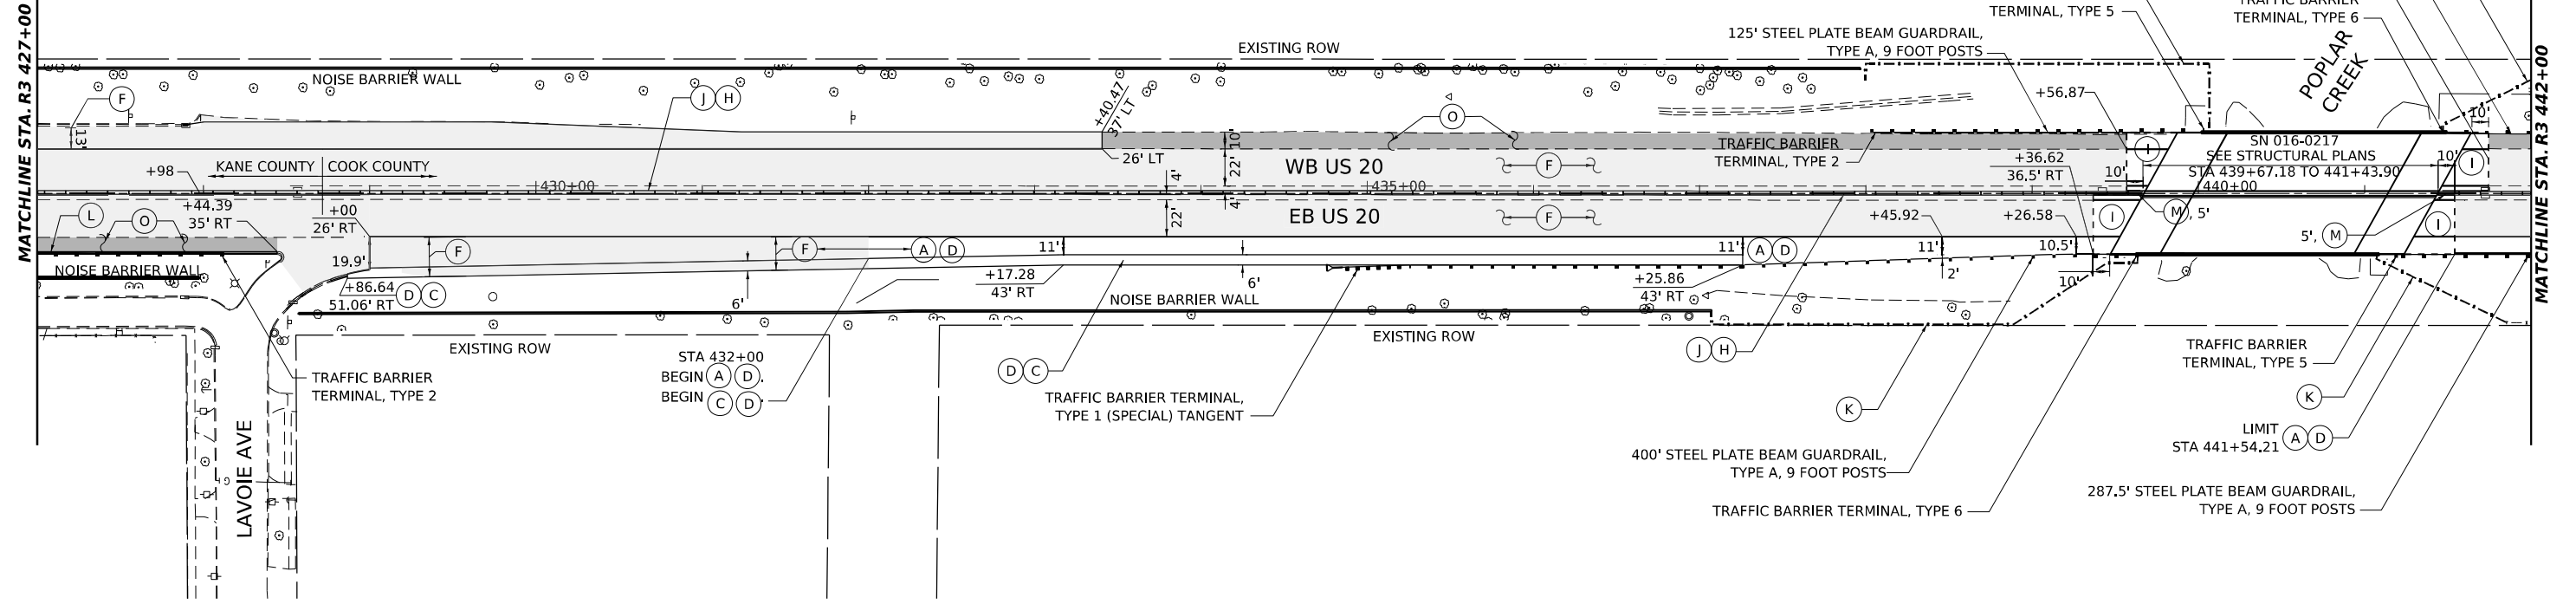 MATCHLINE STA. R3 427+00
TERMINAL, TYPE 5
TRAFFIC BARRIER
TERMINAL, TYPE 6
125' STEEL PLATE BEAM GUARDRAIL,
TYPE A, 9 FOOT POSTS
EXISTING ROW
NOISE BARRIER WALL
POPLAR
CREEK
MATCHLINE STA. R3 442+00
F
J H
+40.47
37' LT
O
+56.87
10'
13'
26' LT
10'
22'
4'
4'
WB US 20
F
TRAFFIC BARRIER
TERMINAL, TYPE 2
I
SN 016-0217
SEE STRUCTURAL PLANS
STA 439+67.18 TO 441+43.90
440+00
10'
I
+36.62
36.5' RT
10'
+98
KANE COUNTY
COOK COUNTY
430+00
435+00
L
O
+44.39
35' RT
+00
26' RT
22'
EB US 20
F
+45.92
+26.58
I
M, 5'
5', M
I
NOISE BARRIER WALL
19.9'
F
F
A D
11'
11'
A D
11'
10.5'
+86.64
51.06' RT
D C
6'
+17.28
43' RT
6'
+25.86
43' RT
2'
10'
NOISE BARRIER WALL
EXISTING ROW
EXISTING ROW
STA 432+00
BEGIN A D.
BEGIN C D.
D C
J H
TRAFFIC BARRIER
TERMINAL, TYPE 2
TRAFFIC BARRIER TERMINAL,
TYPE 1 (SPECIAL) TANGENT
K
TRAFFIC BARRIER
TERMINAL, TYPE 5
K
LIMIT
STA 441+54.21
A D
LAVOIE AVE
400' STEEL PLATE BEAM GUARDRAIL,
TYPE A, 9 FOOT POSTS
TRAFFIC BARRIER TERMINAL, TYPE 6
287.5' STEEL PLATE BEAM GUARDRAIL,
TYPE A, 9 FOOT POSTS